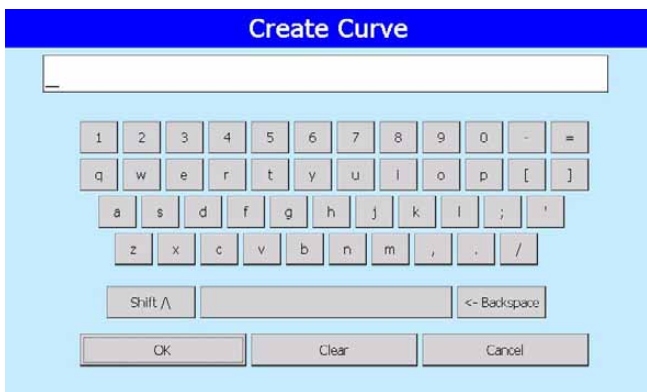 Create Curve
_
1 2 3 4 5 6 7 8 9 0 - =
q w e r t y u i o p [ ]
a s d f g h j k l ; '
z x c v b n m , . /
Shift /\ <- Backspace
OK Clear Cancel